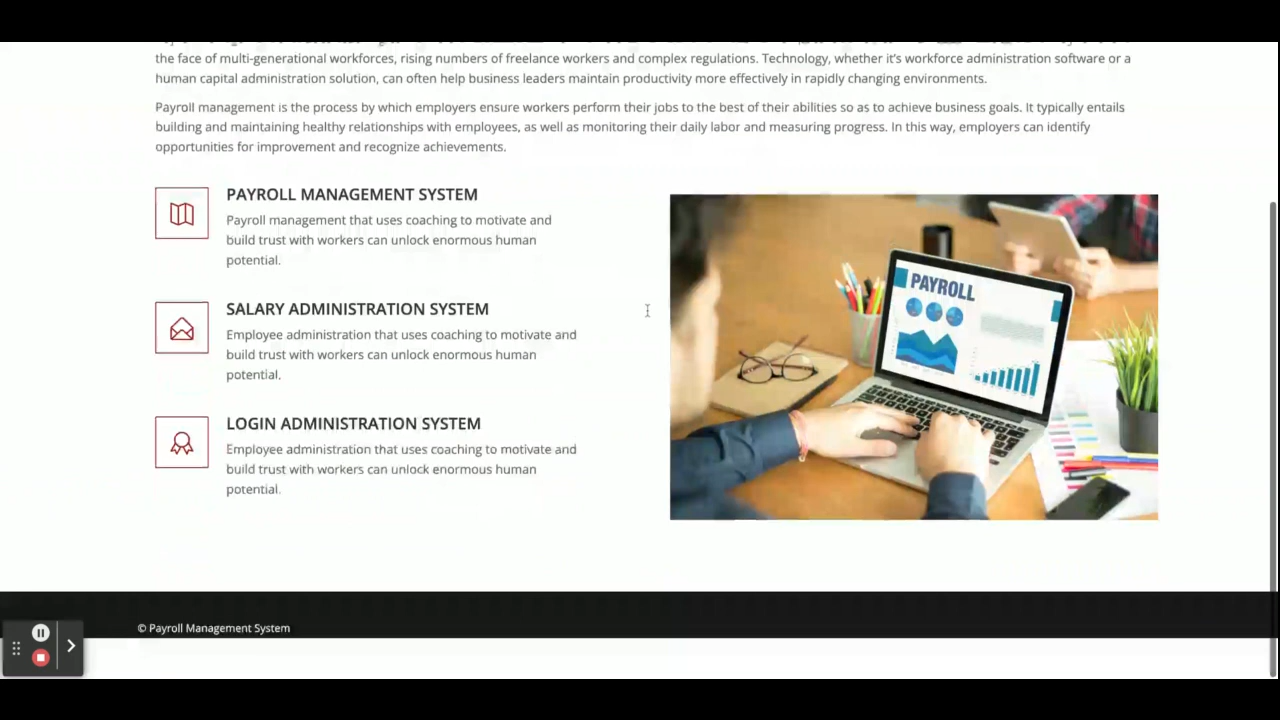 the face of multi-generational workforces, rising numbers of freelance workers and complex regulations. Technology, whether it's workforce administration software or a
human capital administration solution, can often help business leaders maintain productivity more effectively in rapidly changing environments.
Payroll management is the process by which employers ensure workers perform their jobs to the best of their abilities so as to achieve business goals. It typically entails
building and maintaining healthy relationships with employees, as well as monitoring their daily labor and measuring progress. In this way, employers can identify
opportunities for improvement and recognize achievements.
PAYROLL MANAGEMENT SYSTEM
Payroll management that uses coaching to motivate and
build trust with workers can unlock enormous human
potential.
SALARY ADMINISTRATION SYSTEM
Employee administration that uses coaching to motivate and
build trust with workers can unlock enormous human
potential.
LOGIN ADMINISTRATION SYSTEM
Employee administration that uses coaching to motivate and
build trust with workers can unlock enormous human
potential.
PAYROLL
© Payroll Management System